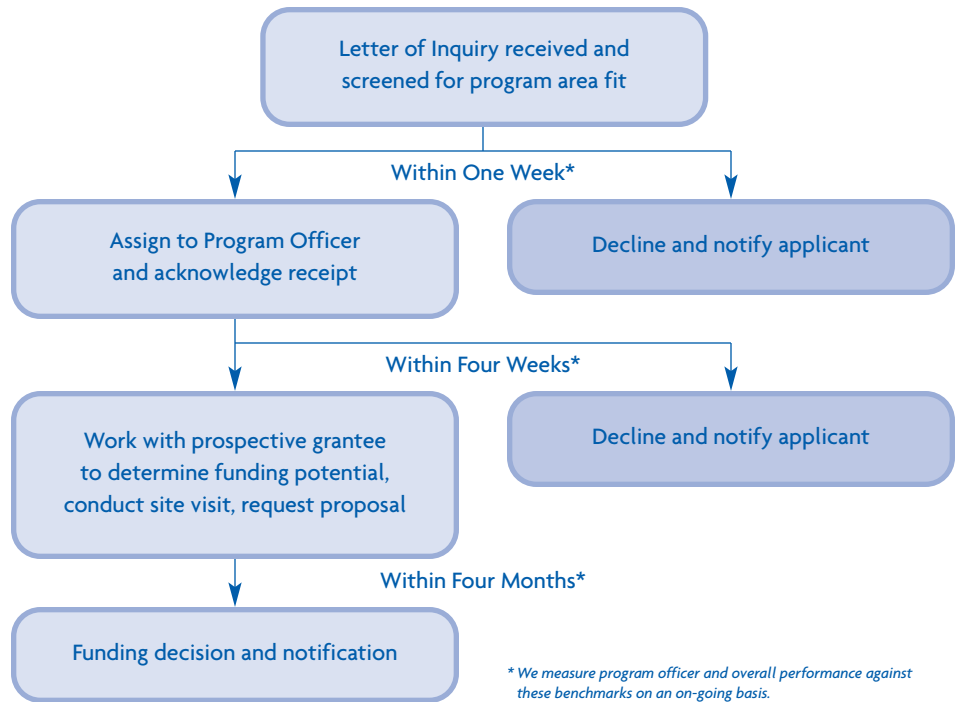 Letter of Inquiry received and
screened for program area fit
Within One Week*
Assign to Program Officer
and acknowledge receipt
Decline and notify applicant
Within Four Weeks*
Work with prospective grantee
to determine funding potential,
conduct site visit, request proposal
Decline and notify applicant
Within Four Months*
Funding decision and notification
* We measure program officer and overall performance against
these benchmarks on an on-going basis.